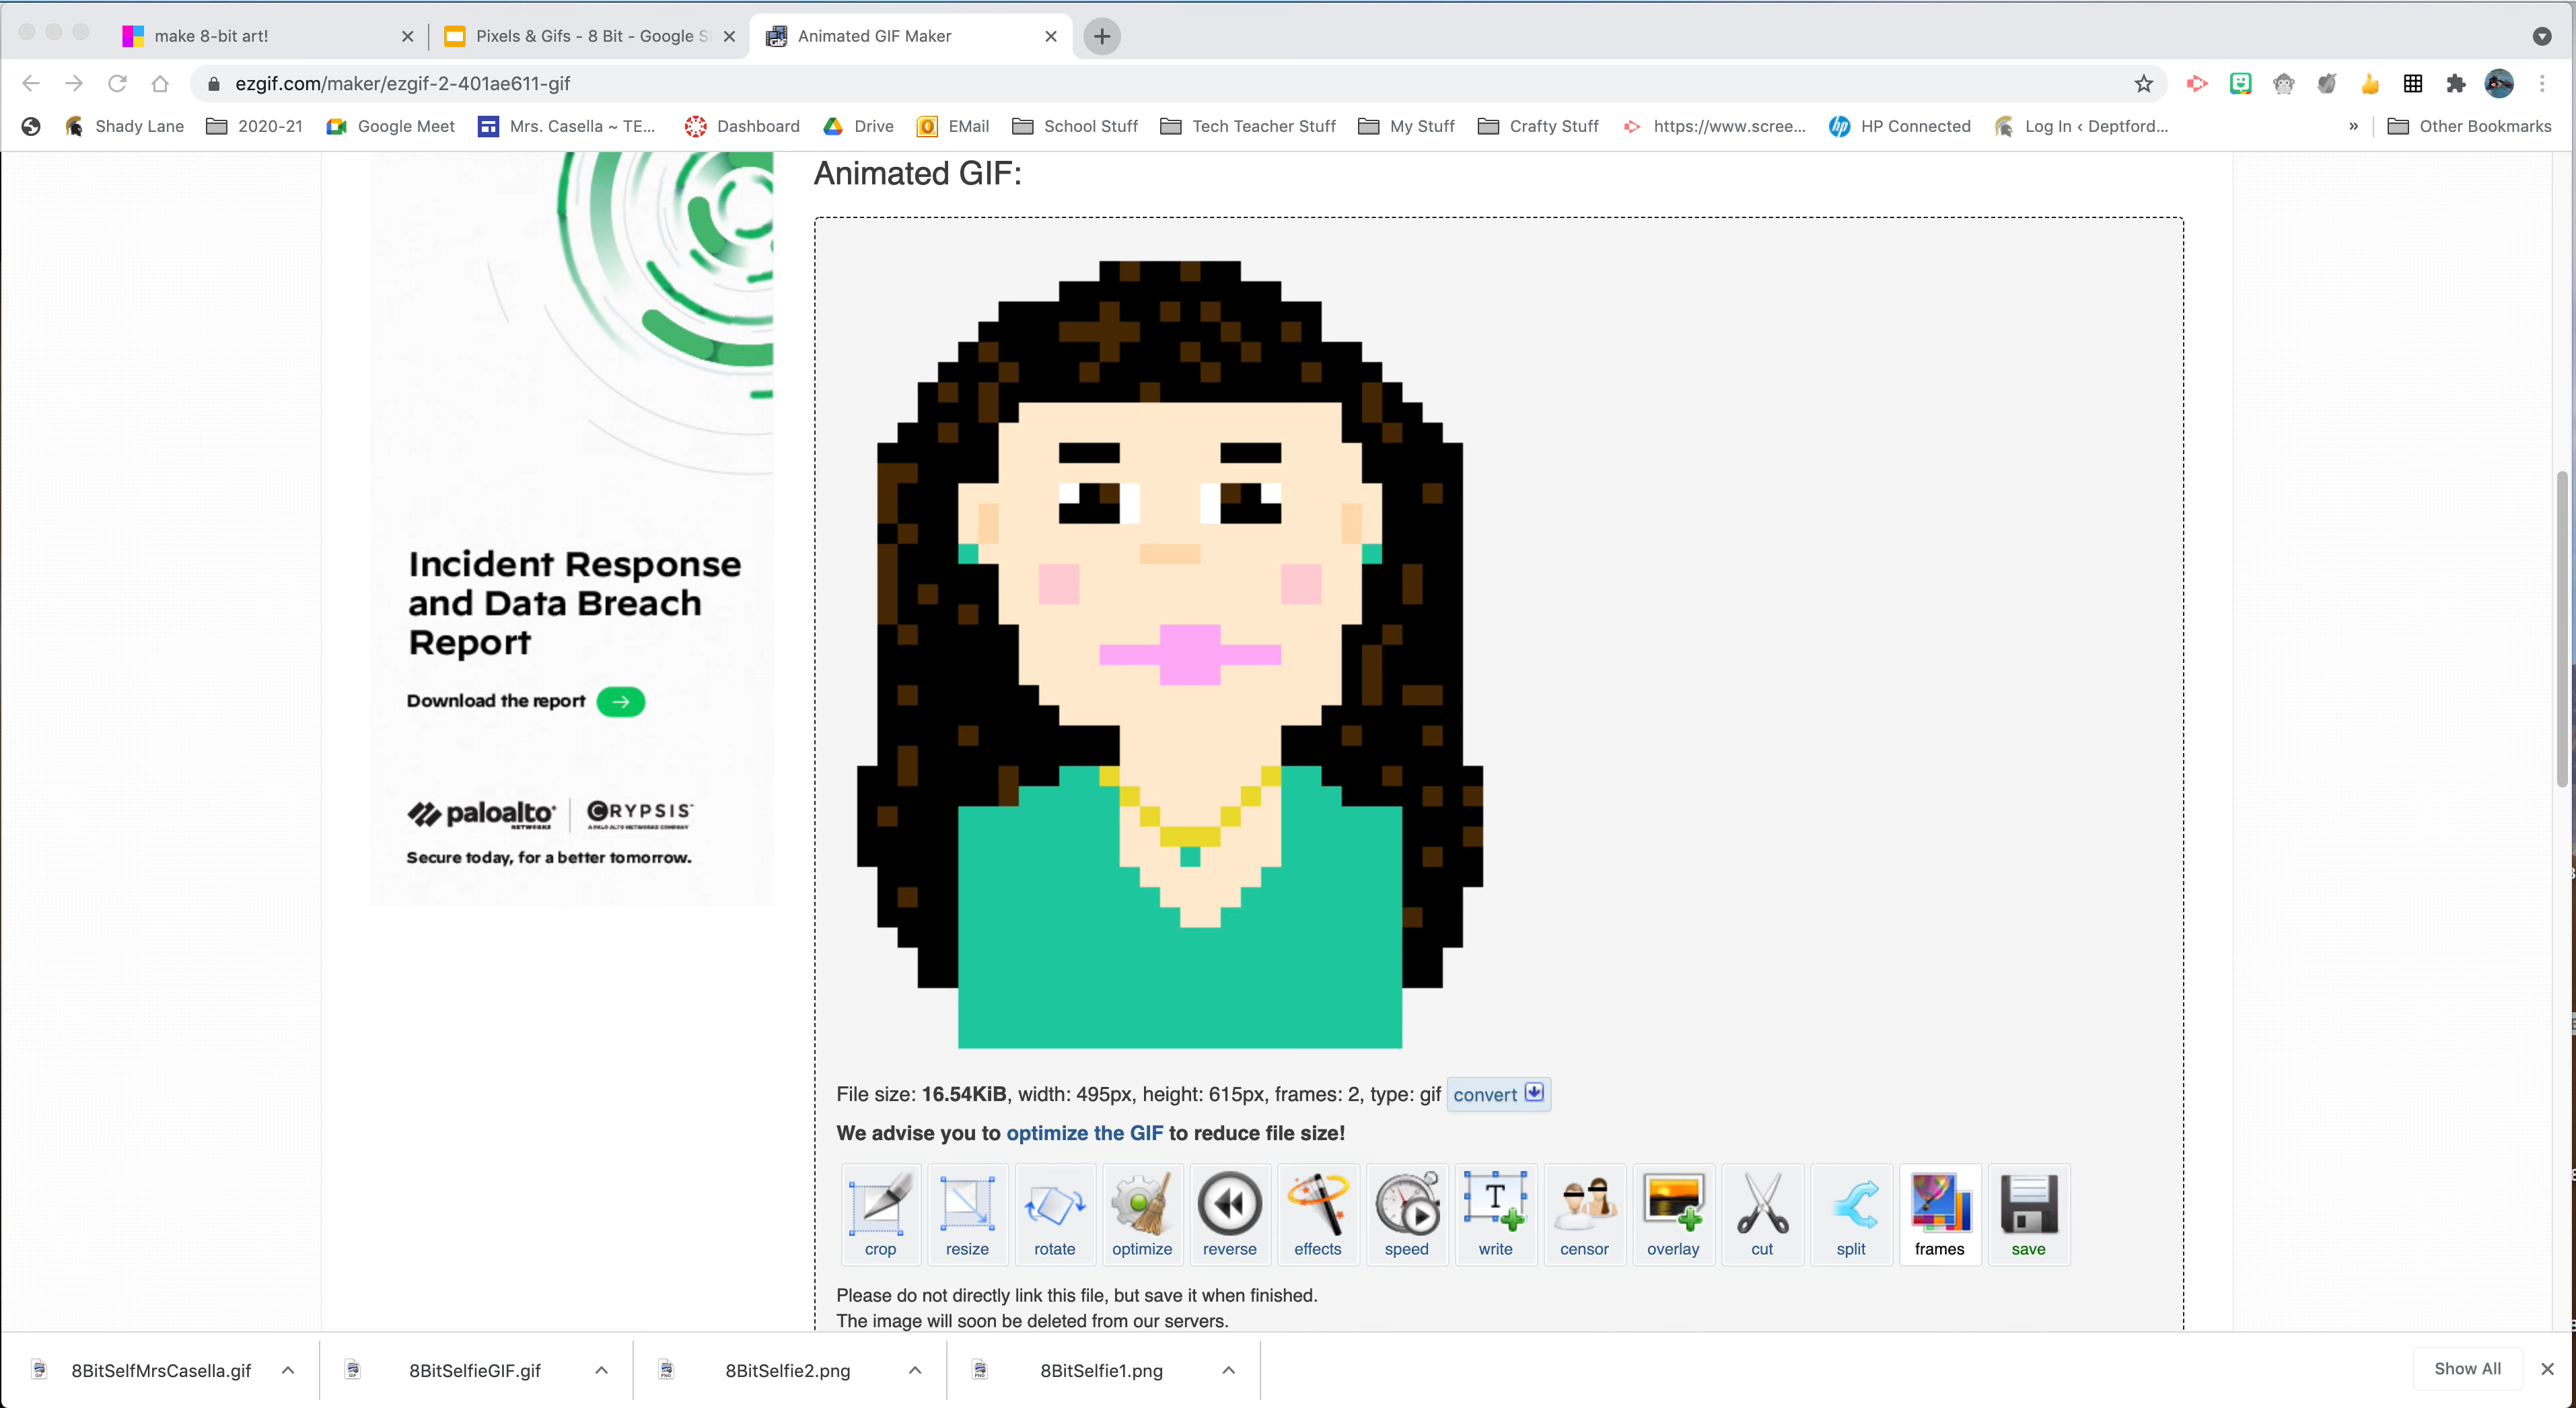 make 8-bit art!
Pixels & Gifs - 8 Bit - Google S
Animated GIF Maker
ezgif.com/maker/ezgif-2-401ae611-gif
Shady Lane
2020-21
Google Meet
Mrs. Casella ~ TE...
Dashboard
Drive
EMail
School Stuff
Tech Teacher Stuff
My Stuff
Crafty Stuff
https://www.scree...
HP Connected
Log In ‹ Deptford...
»
Other Bookmarks
Animated GIF:
Incident Response
and Data Breach
Report
Download the report
paloalto
NETWORKS
CRYPSIS
A PALO ALTO NETWORKS COMPANY
Secure today, for a better tomorrow.
File size: 16.54KiB, width: 495px, height: 615px, frames: 2, type: gif convert
We advise you to optimize the GIF to reduce file size!
crop
resize
rotate
optimize
reverse
effects
speed
T
write
censor
overlay
cut
split
frames
save
Please do not directly link this file, but save it when finished.
The image will soon be deleted from our servers.
8BitSelfMrsCasella.gif
8BitSelfieGIF.gif
8BitSelfie2.png
8BitSelfie1.png
Show All